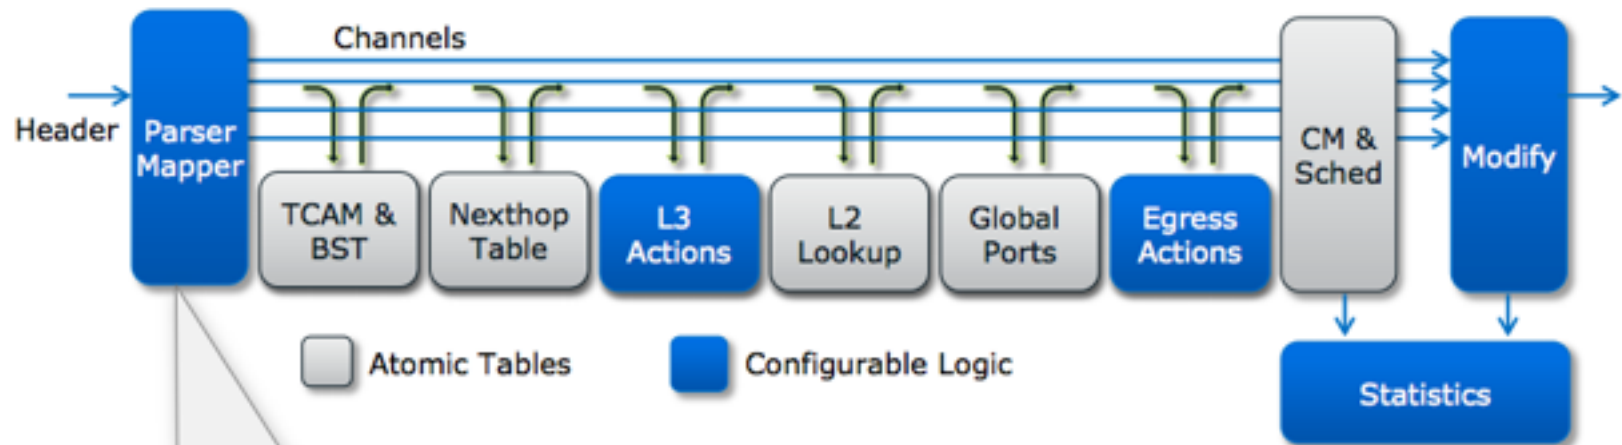 Channels
Header
Parser
Mapper
TCAM &
BST
Nexthop
Table
L3
Actions
L2
Lookup
Global
Ports
Egress
Actions
CM &
Sched
Modify
Atomic Tables
Configurable Logic
Statistics